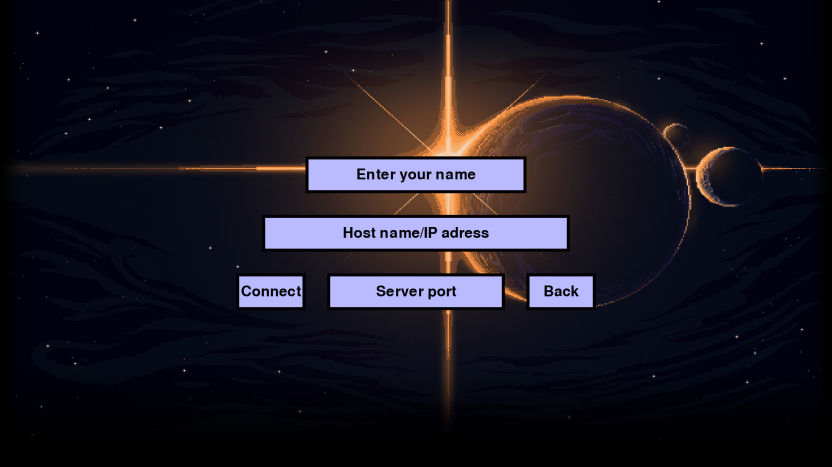 Enter your name
Host name/IP adress
Connect
Server port
Back